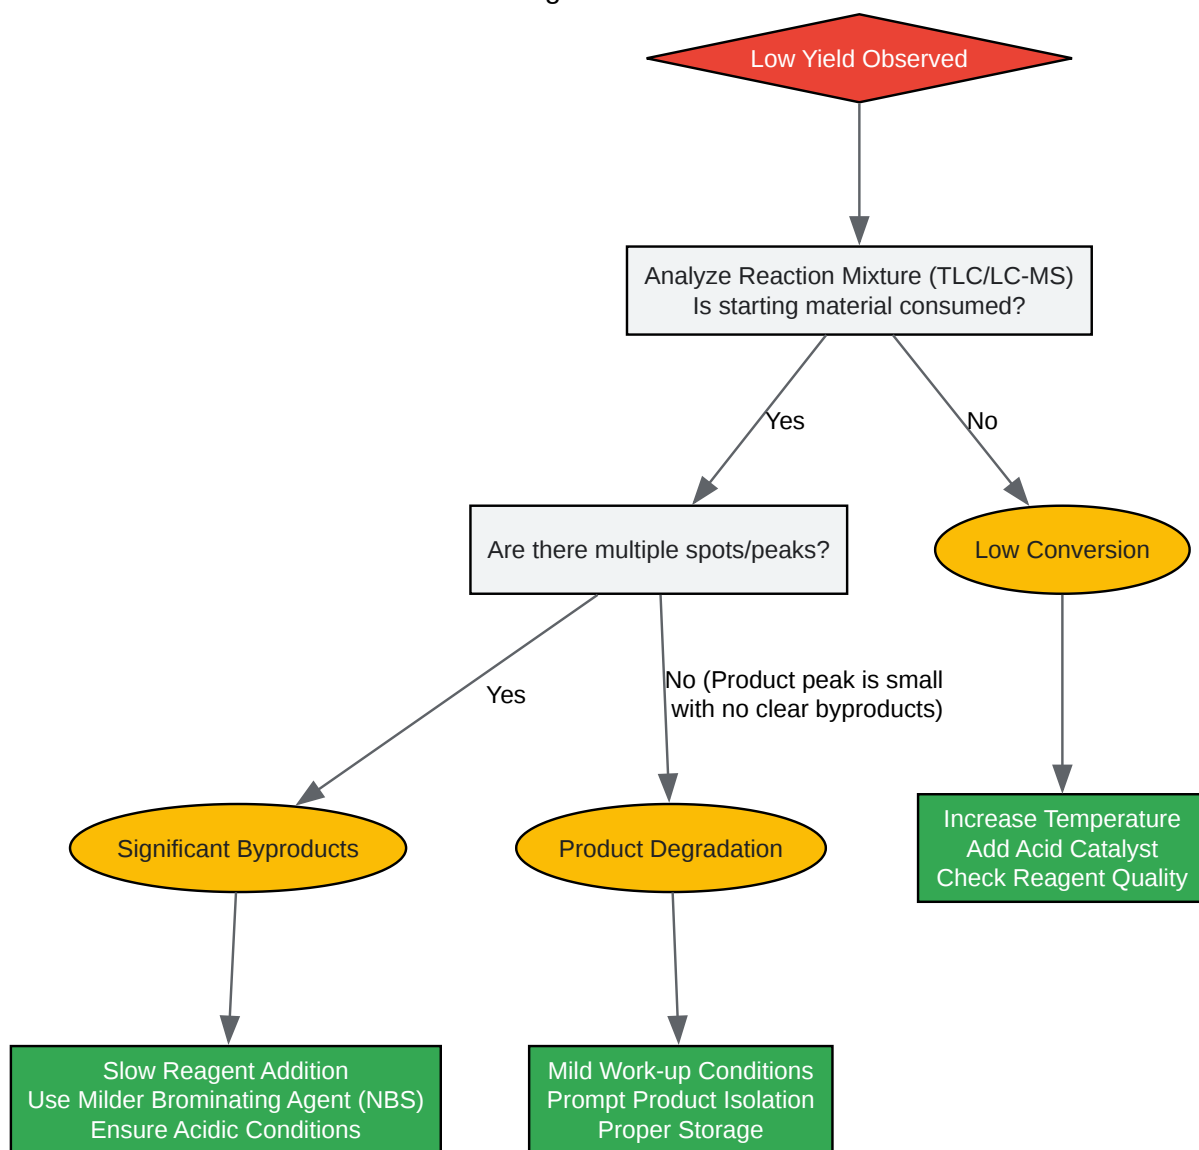 Low Yield Observed
Analyze Reaction Mixture (TLC/LC-MS)
Is starting material consumed?
Yes
No
Are there multiple spots/peaks?
Low Conversion
Yes
No (Product peak is small
with no clear byproducts)
Significant Byproducts
Product Degradation
Increase Temperature
Add Acid Catalyst
Check Reagent Quality
Slow Reagent Addition
Use Milder Brominating Agent (NBS)
Ensure Acidic Conditions
Mild Work-up Conditions
Prompt Product Isolation
Proper Storage